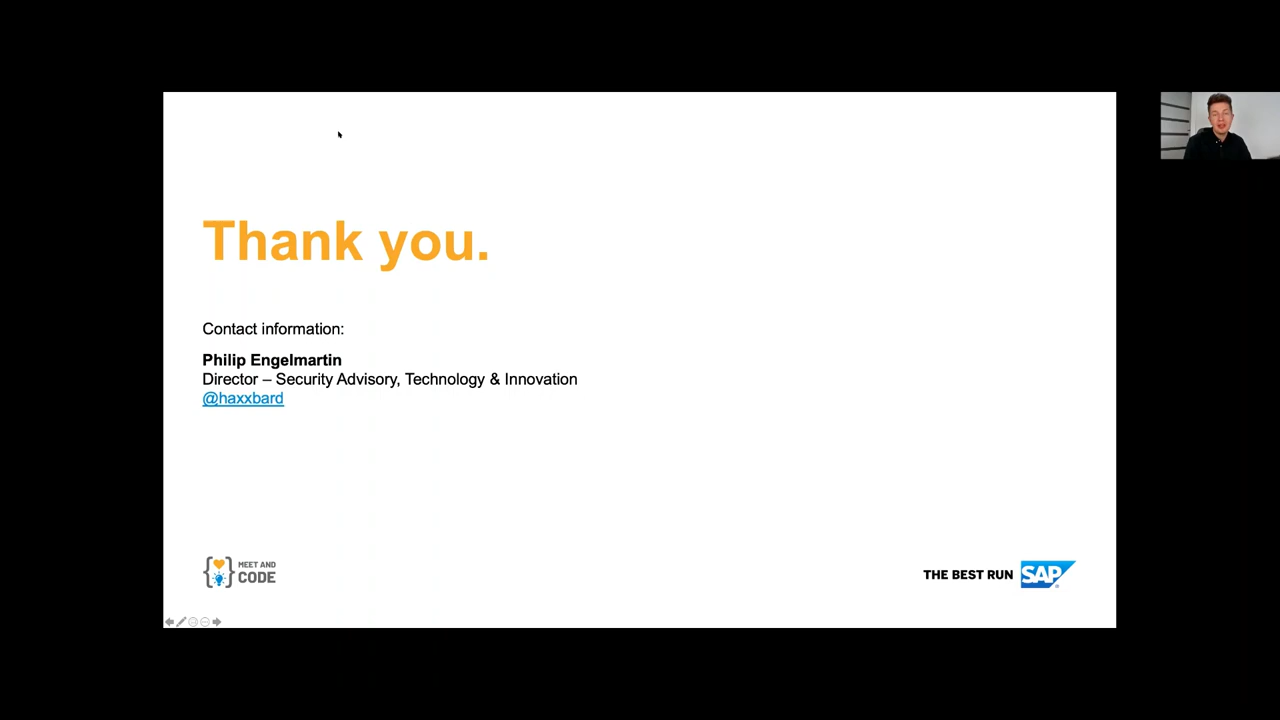 Thank you.
Contact information:
Philip Engelmartin
Director – Security Advisory, Technology & Innovation
@haxxbard
MEET AND
CODE
THE BEST RUN SAP